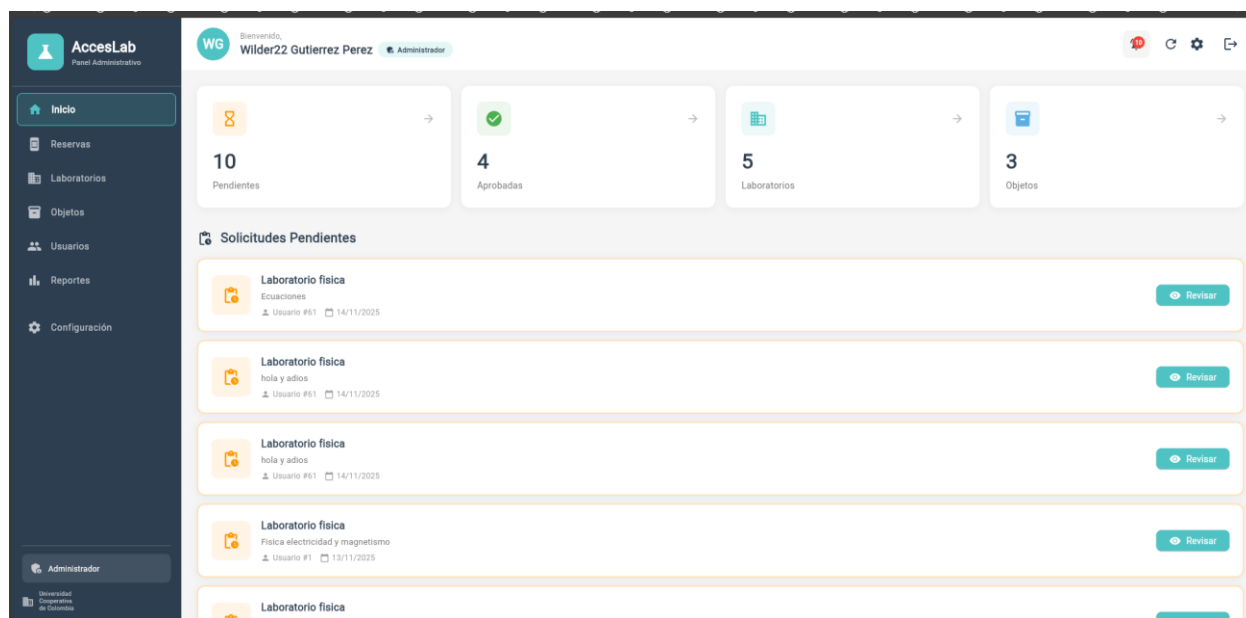 AccesLab
Panel Administrativo
Inicio
Reservas
Laboratorios
Objetos
Usuarios
Reportes
Configuración
Administrador
Universidad
Cooperativa
de Colombia
WG
Bienvenido,
Wilder22 Gutierrez Perez Administrador
10
10
Pendientes
4
Aprobadas
5
Laboratorios
3
Objetos
Solicitudes Pendientes
Laboratorio fisica
Ecuaciones
Usuario #61 14/11/2025
Revisar
Laboratorio fisica
hola y adios
Usuario #61 14/11/2025
Revisar
Laboratorio fisica
hola y adios
Usuario #61 14/11/2025
Revisar
Laboratorio fisica
Fisica electricidad y magnetismo
Usuario #1 13/11/2025
Revisar
Laboratorio fisica